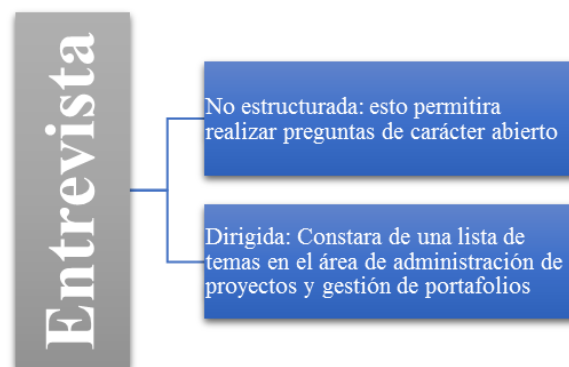 Entrevista
No estructurada: esto permitira
realizar preguntas de carácter abierto
Dirigida: Constara de una lista de
temas en el área de administración de
proyectos y gestión de portafolios